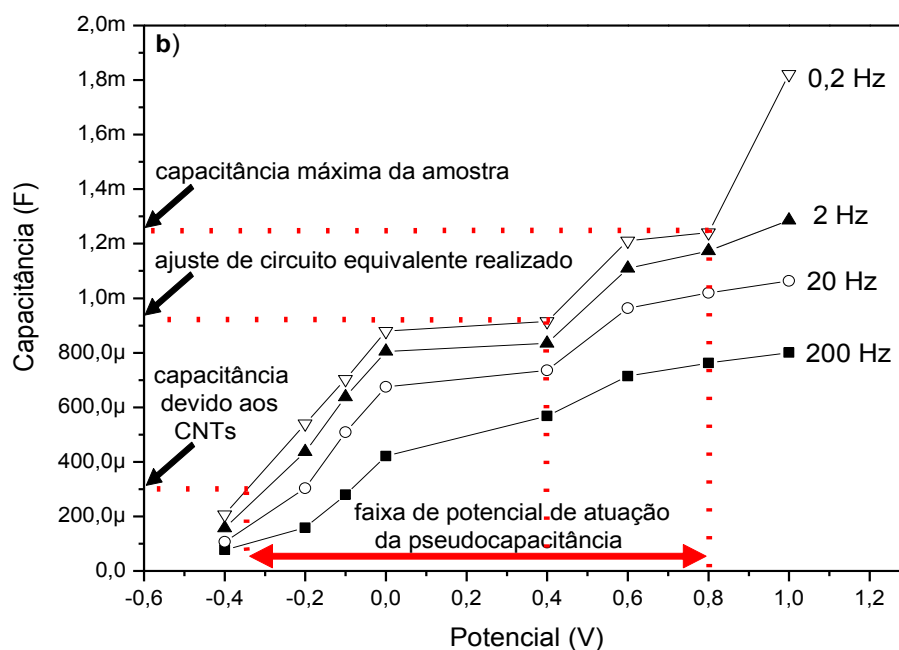 b)
2,0m
1,8m
1,6m
1,4m
1,2m
1,0m
800,0µ
600,0µ
400,0µ
200,0µ
0,0
Capacitância (F)
capacitância máxima da amostra
ajuste de circuito equivalente realizado
capacitância
devido aos
CNTs
0,2 Hz
2 Hz
20 Hz
200 Hz
faixa de potencial de atuação
da pseudocapacitância
-0,6 -0,4 -0,2 0,0 0,2 0,4 0,6 0,8 1,0 1,2
Potencial (V)